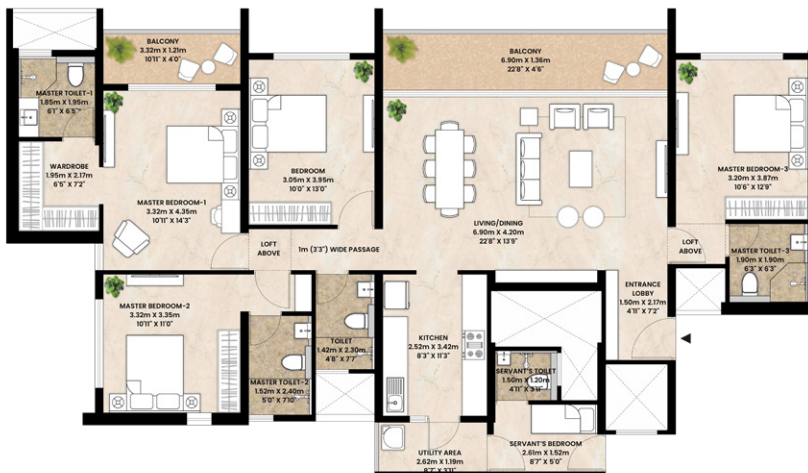 BALCONY
3.32m X 1.21m
10'11" X 4'0"
BALCONY
6.90m X 1.36m
22'8" X 4'6"
MASTER TOILET-1
1.85m X 1.95m
6'1" X 6'5"
WARDROBE
1.95m X 2.17m
6'5" X 7'2"
MASTER BEDROOM-1
3.32m X 4.35m
10'11" X 14'3"
BEDROOM
3.05m X 3.95m
10'0" X 13'0"
MASTER BEDROOM-3
3.20m X 3.87m
10'6" X 12'9"
LIVING/DINING
6.90m X 4.20m
22'8" X 13'9"
LOFT
ABOVE
1m (3'3") WIDE PASSAGE
LOFT
ABOVE
MASTER TOILET-3
1.90m X 1.90m
6'3" X 6'3"
ENTRANCE
LOBBY
1.50m X 2.17m
4'11" X 7'2"
MASTER BEDROOM-2
3.32m X 3.35m
10'11" X 11'0"
TOILET
1.42m X 2.30m
4'8" X 7'7"
KITCHEN
2.52m X 3.42m
8'3" X 11'3"
MASTER TOILET-2
1.52m X 2.40m
5'0" X 7'10"
SERVANT'S TOILET
1.50m X 1.20m
4'11" X 3'11"
UTILITY AREA
2.62m X 1.19m
8'7" X 3'11"
SERVANT'S BEDROOM
2.61m X 1.52m
8'7" X 5'0"